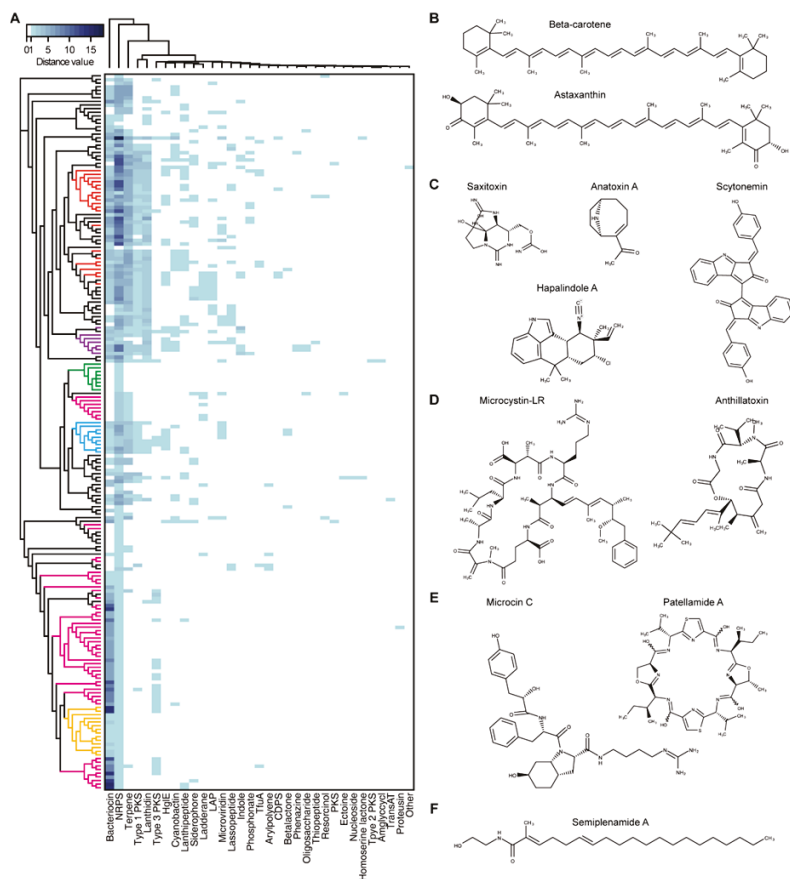 A
01 5 10 15
Distance value
Bacteriocin
NRPS
Terpene
Type 1 PKS
Lanthidin
Type 3 PKS
HglE
Cyanobactin
Lanthipeptide
Siderophore
Ladderane
LAP
Microviridin
Lassopeptide
Indole
Phosphonate
TfuA
Arylpolyene
CDPS
Betalactone
Phenazine
Oligosaccharide
Thiopeptide
Resorcinol
PKS
Ectoine
Nucleoside
Homoserine lactone
Tpye 2 PKS
Amglyccycl
TransAT
Proteusin
Other
B
Beta-carotene
Astaxanthin
C
Saxitoxin
Anatoxin A
Scytonemin
Hapalindole A
D
Microcystin-LR
Anthillatoxin
E
Microcin C
Patellamide A
F
Semiplenamide A